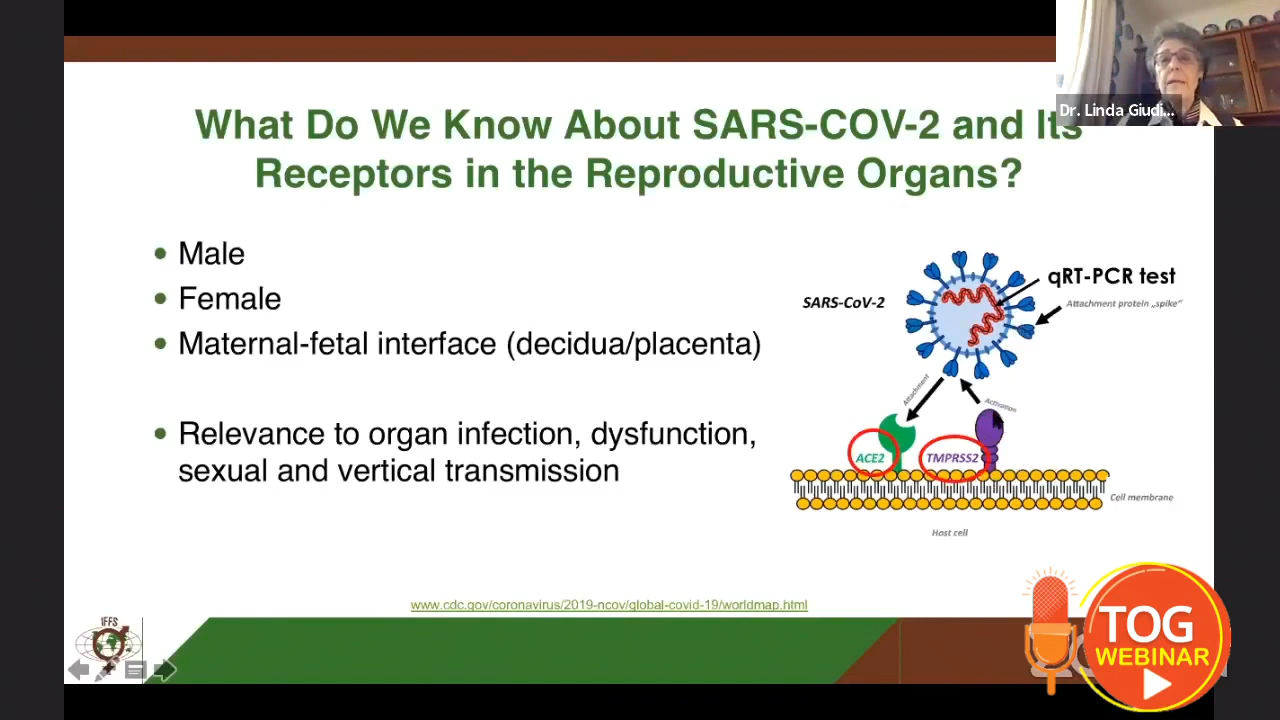 Dr. Linda Giudi...
What Do We Know About SARS-COV-2 and Its
Receptors in the Reproductive Organs?
• Male
• Female
• Maternal-fetal interface (decidua/placenta)
• Relevance to organ infection, dysfunction,
sexual and vertical transmission
qRT-PCR test
SARS-CoV-2
Attachment protein „spike“
Attachment
Activation
ACE2
TMPRSS2
Cell membrane
Host cell
www.cdc.gov/coronavirus/2019-ncov/global-covid-19/worldmap.html
IFFS
TOG
WEBINAR